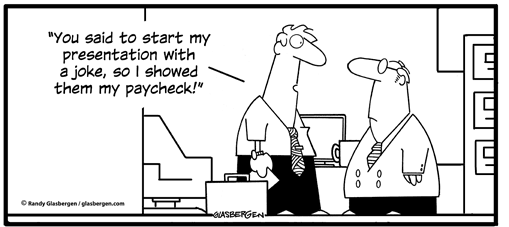 "You said to start my
presentation with
a joke, so I showed
them my paycheck!"
© Randy Glasbergen / glasbergen.com
GLASBERGEN